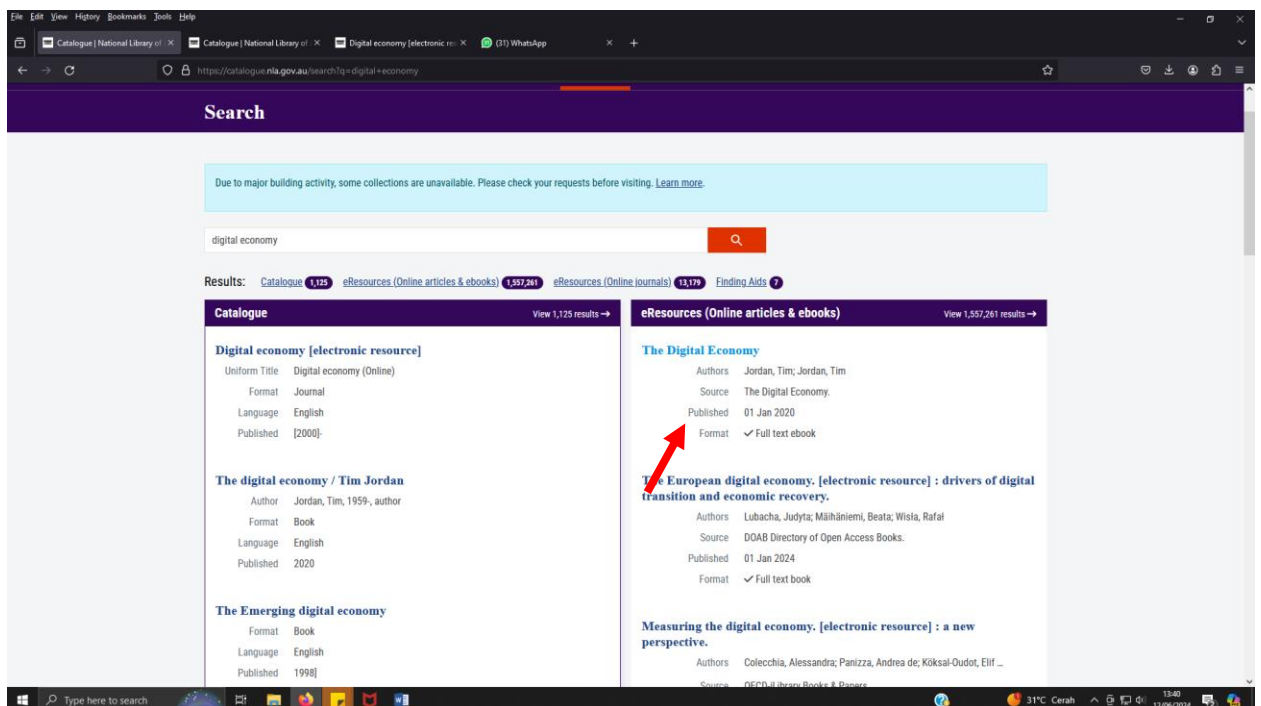 File Edit View History Bookmarks Tools Help
Catalogue | National Library of Catalogue | National Library of Digital economy [electronic re (31) WhatsApp
https://catalogue.nla.gov.au/search?q=digital+economy
Search
Due to major building activity, some collections are unavailable. Please check your requests before visiting. Learn more.
digital economy
Results: Catalogue 1,125 eResources (Online articles & ebooks) 1,557,261 eResources (Online journals) 13,179 Finding Aids 7
Catalogue View 1,125 results →
Digital economy [electronic resource]
Uniform Title Digital economy (Online)
Format Journal
Language English
Published [2000]-
The digital economy / Tim Jordan
Author Jordan, Tim, 1959-, author
Format Book
Language English
Published 2020
The Emerging digital economy
Format Book
Language English
Published 1998]
eResources (Online articles & ebooks) View 1,557,261 results →
The Digital Economy
Authors Jordan, Tim; Jordan, Tim
Source The Digital Economy.
Published 01 Jan 2020
Format ✓ Full text ebook
The European digital economy. [electronic resource] : drivers of digital
transition and economic recovery.
Authors Lubacha, Judyta; Mäihäniemi, Beata; Wisła, Rafał
Source DOAB Directory of Open Access Books.
Published 01 Jan 2024
Format ✓ Full text book
Measuring the digital economy. [electronic resource] : a new
perspective.
Authors Colecchia, Alessandra; Panizza, Andrea de; Köksal-Oudot, Elif ...
Source OECD iLibrary Books & Papers
Type here to search
31°C Cerah
13:40
12/06/2024